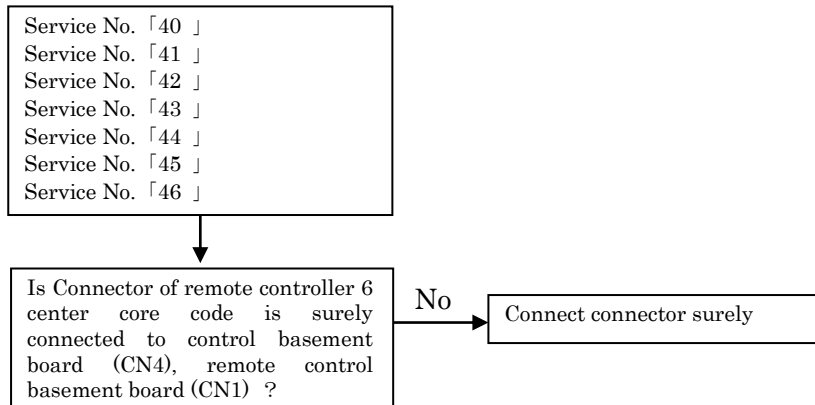 Service No.「40 」
Service No.「41 」
Service No.「42 」
Service No.「43 」
Service No.「44 」
Service No.「45 」
Service No.「46 」
Is Connector of remote controller 6
center core code is surely
connected to control basement
board (CN4), remote control
basement board (CN1) ？
No
Connect connector surely